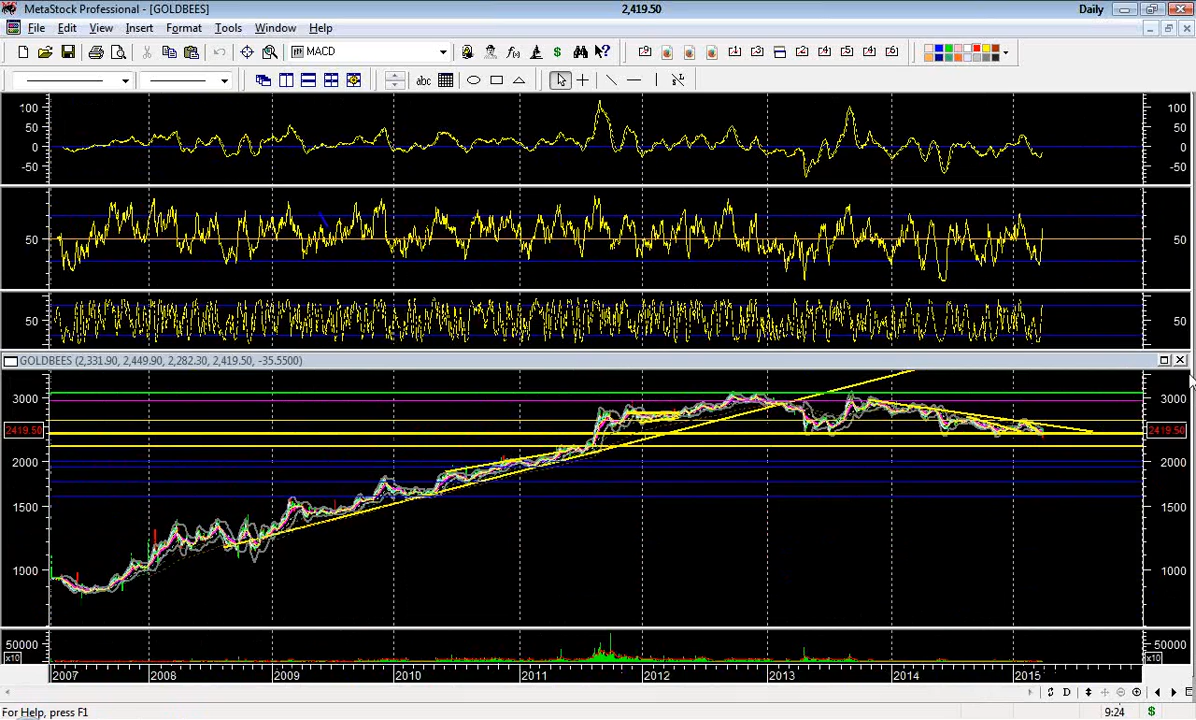 MetaStock Professional - [GOLDBEES]
2,419.50
Daily
File Edit View Insert Format Tools Window Help
MACD
abc
100 100
50 50
0 0
-50 -50
50 50
50 50
GOLDBEES (2,331.90, 2,449.90, 2,282.30, 2,419.50, -35.5500)
3000 3000
2419.50 2419.50
2000 2000
1500 1500
1000 1000
50000 50000
x10 x10
2007 2008 2009 2010 2011 2012 2013 2014 2015
D
For Help, press F1
9:24